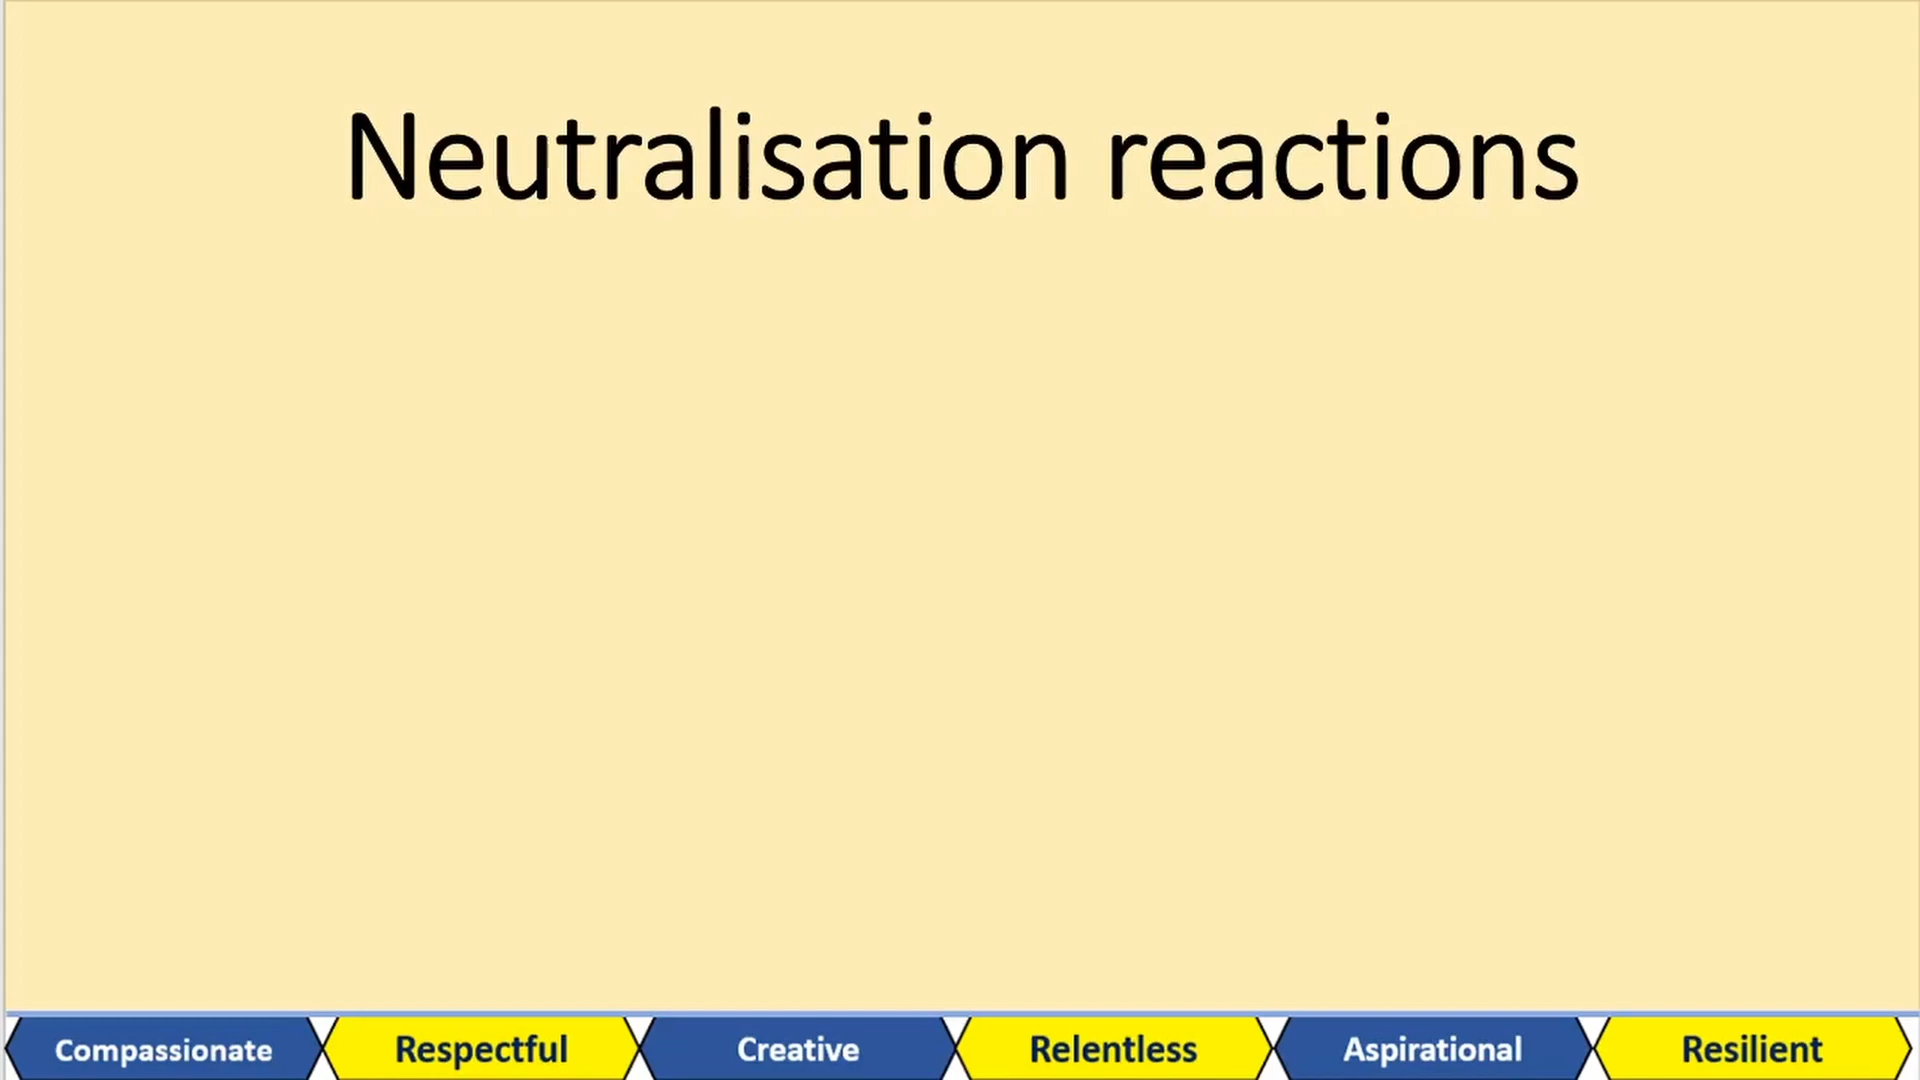 Neutralisation reactions
Compassionate Respectful Creative Relentless Aspirational Resilient